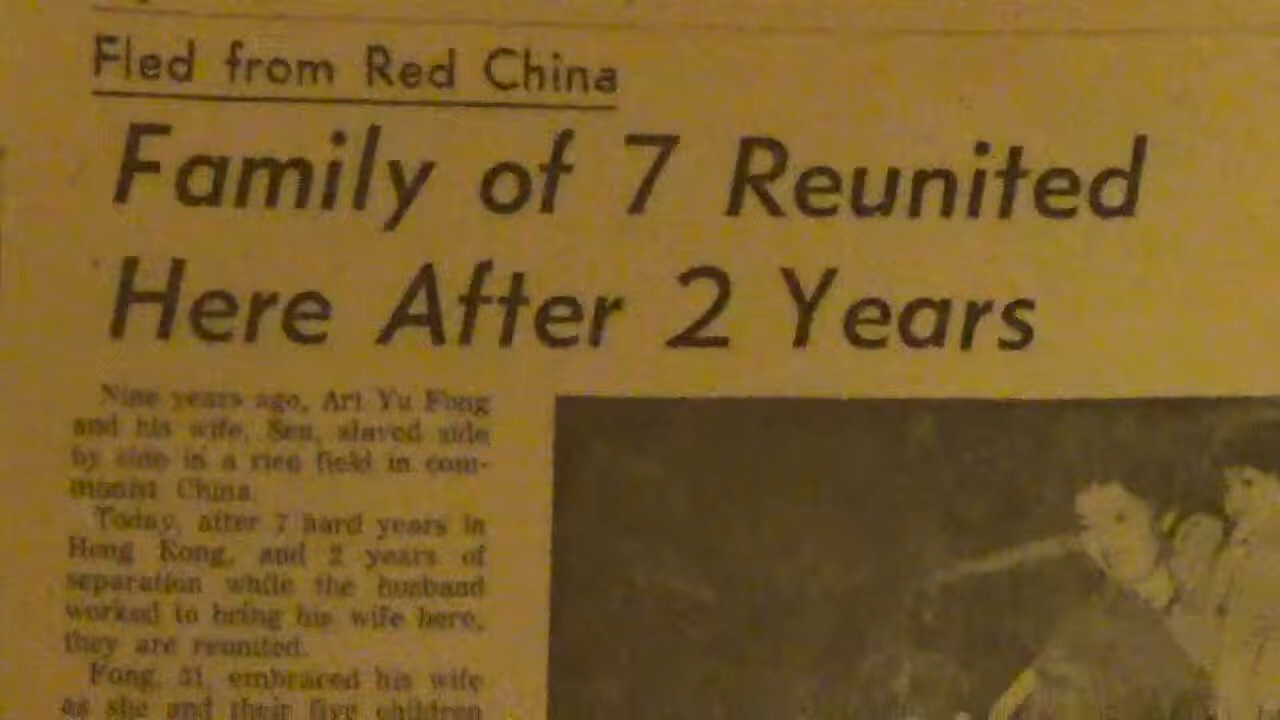 Fled from Red China
Family of 7 Reunited
Here After 2 Years
Nine years ago, Art Yu Fong
and his wife, Sen, slaved side
by side in a rice field in com-
munist China.
Today, after 7 hard years in
Hong Kong, and 2 years of
separation while the husband
worked to bring his wife here,
they are reunited.
Fong, 31, embraced his wife
as she and their five children